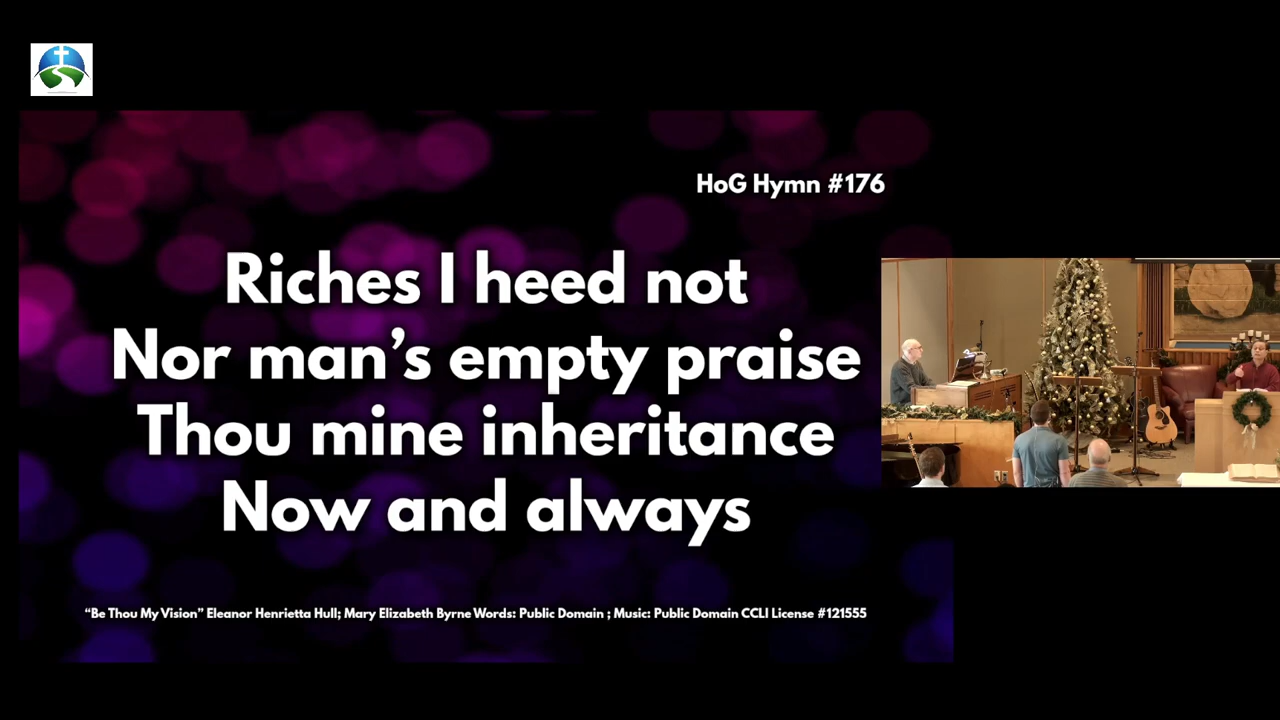 HoG Hymn #176
Riches I heed not
Nor man’s empty praise
Thou mine inheritance
Now and always
“Be Thou My Vision” Eleanor Henrietta Hull; Mary Elizabeth Byrne Words: Public Domain ; Music: Public Domain CCLI License #121555